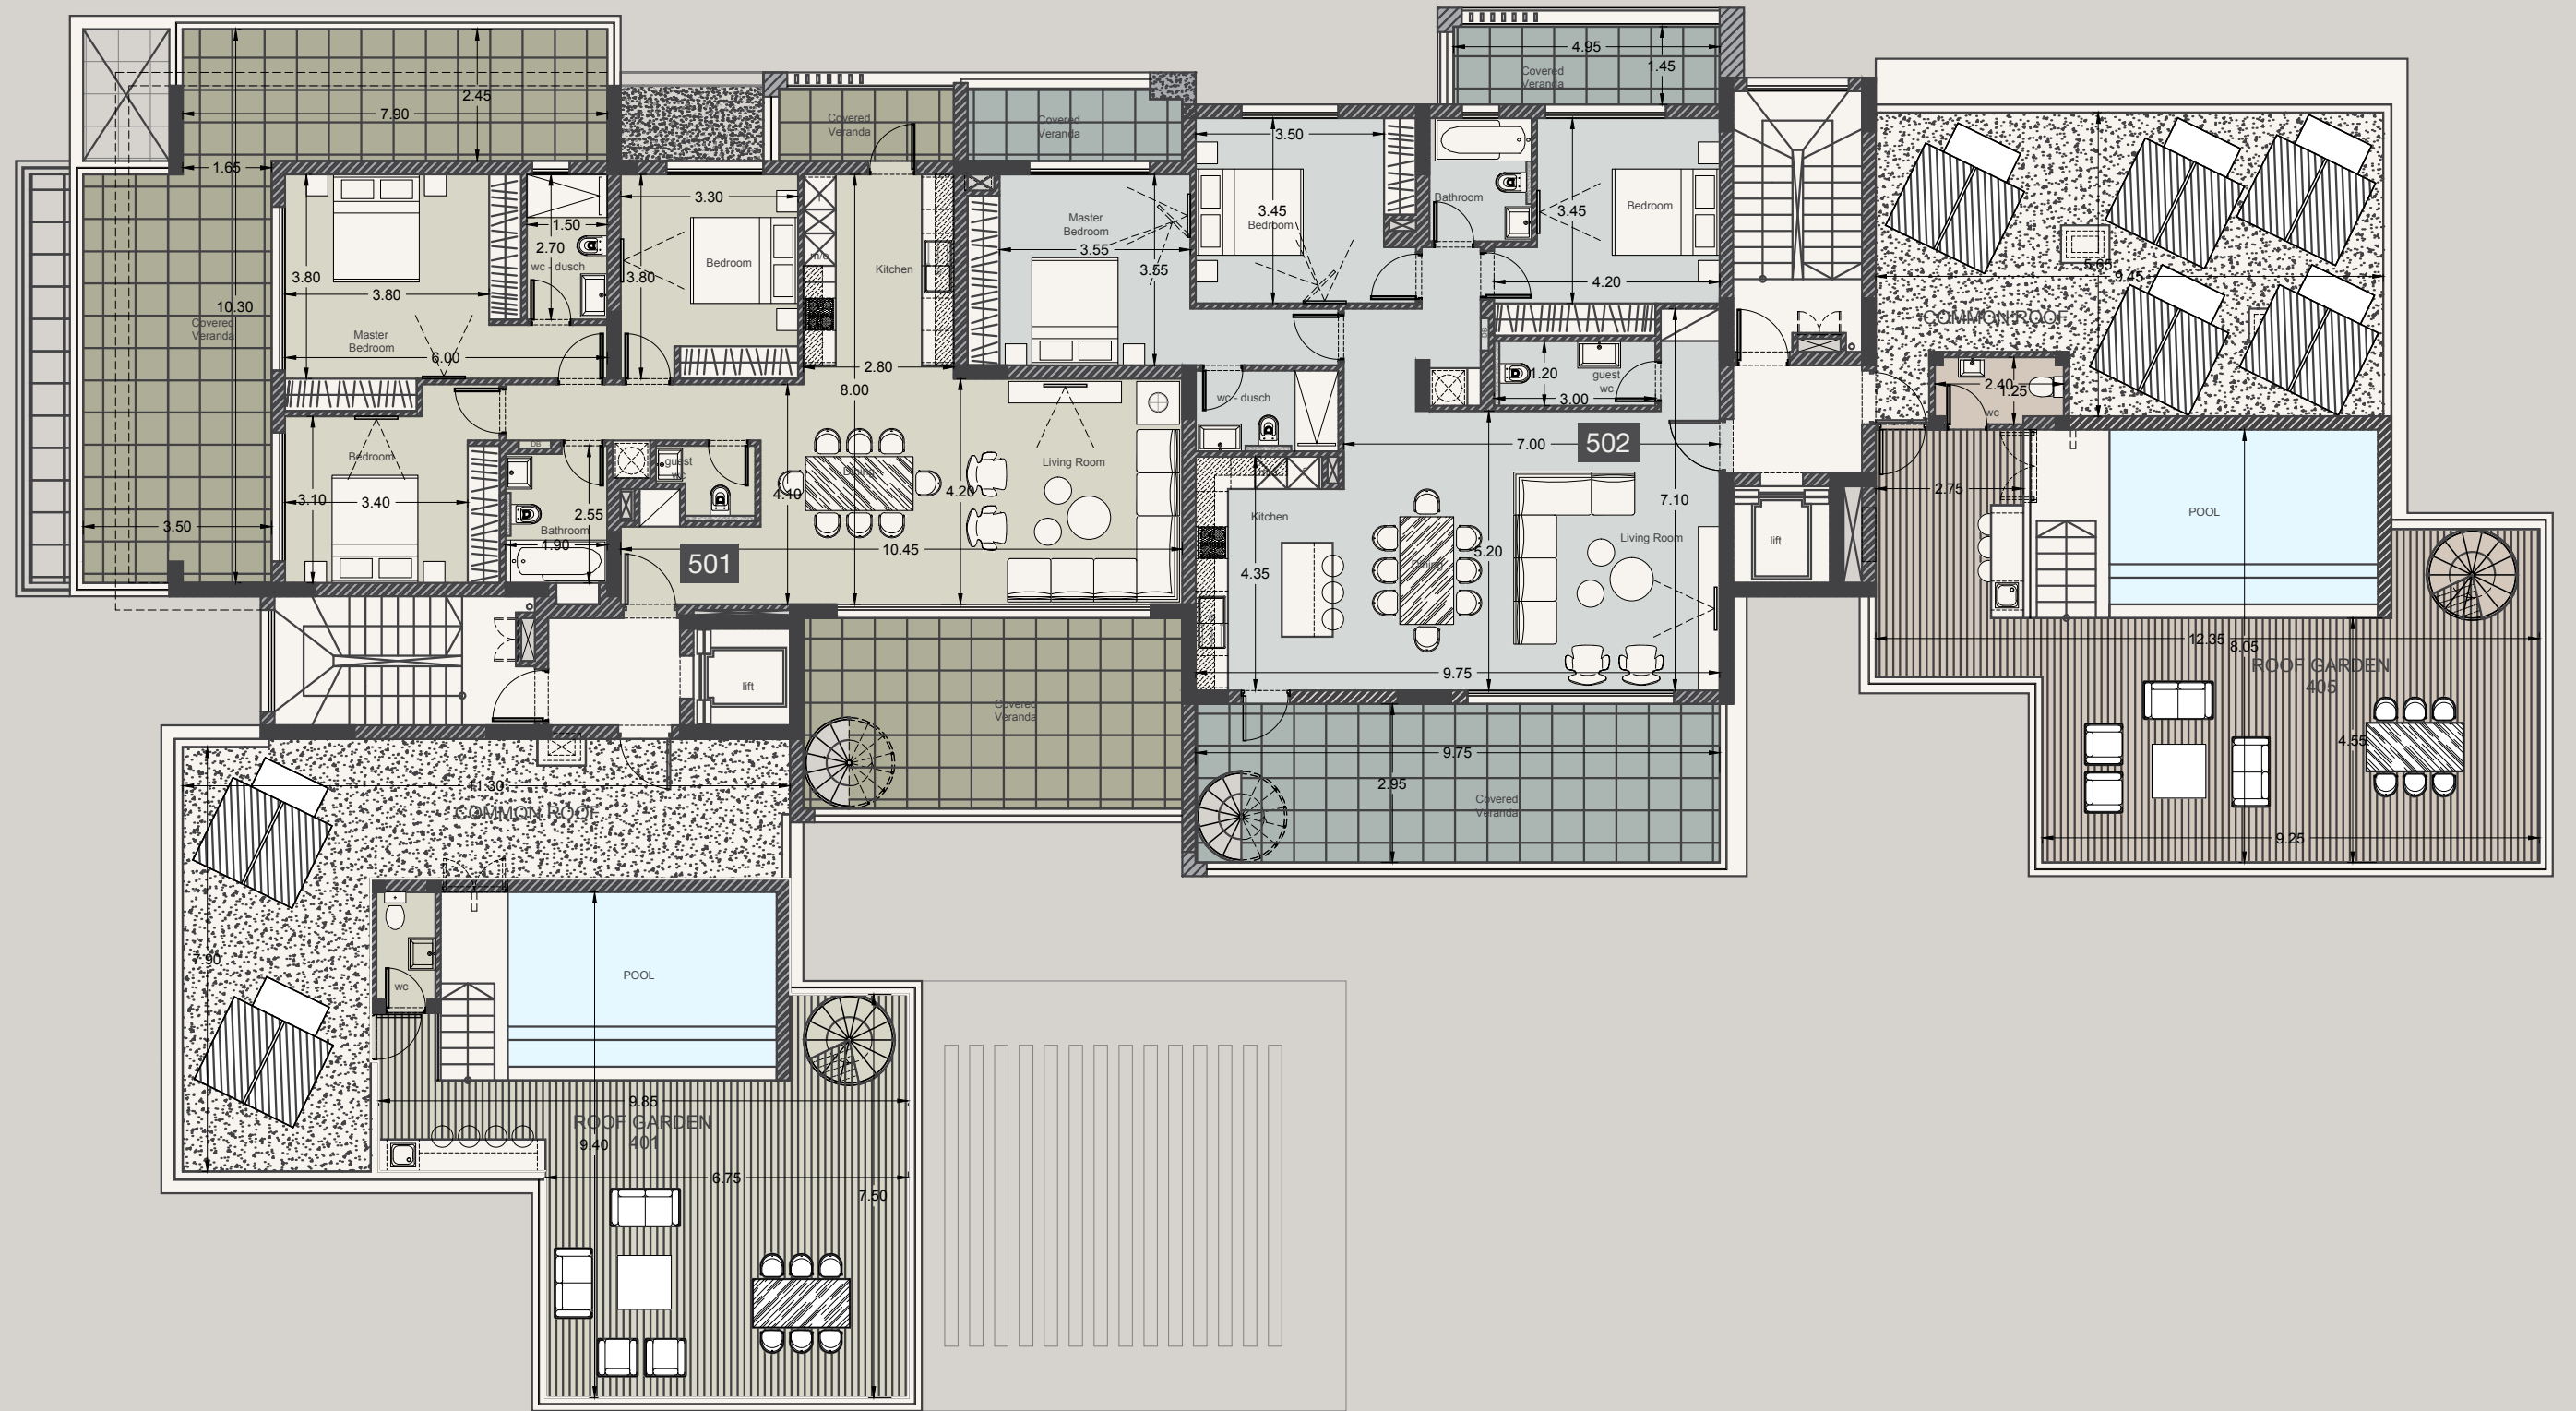 4.95
1.45
Covered
Veranda
2.45
7.90
Covered
Veranda
Covered
Veranda
3.50
1.65
3.30
1.50
2.70
wc - dusch
3.80
3.80
Master
Bedroom
6.00
10.30
Covered
Veranda
3.80
Bedroom
m/o
Kitchen
2.80
8.00
Master
Bedroom
3.55
3.55
3.45
Bedroom
Bathroom
3.45
Bedroom
4.20
1.20
guest
wc
3.00
wc - dusch
7.00
502
5.65
9.45
COMMON ROOF
2.40
1.25
wc
Bedroom
3.10
3.40
3.50
DB
2.55
Bathroom
1.90
guest
wc
4.10
Dining
4.20
Living Room
10.45
501
Kitchen
4.35
Dining
5.20
7.10
Living Room
9.75
lift
2.75
POOL
12.35
8.05
ROOF GARDEN
405
4.55
9.25
lift
Covered
Veranda
9.75
2.95
Covered
Veranda
11.30
COMMON ROOF
7.90
wc
POOL
9.85
ROOF GARDEN
401
9.40
6.75
7.50